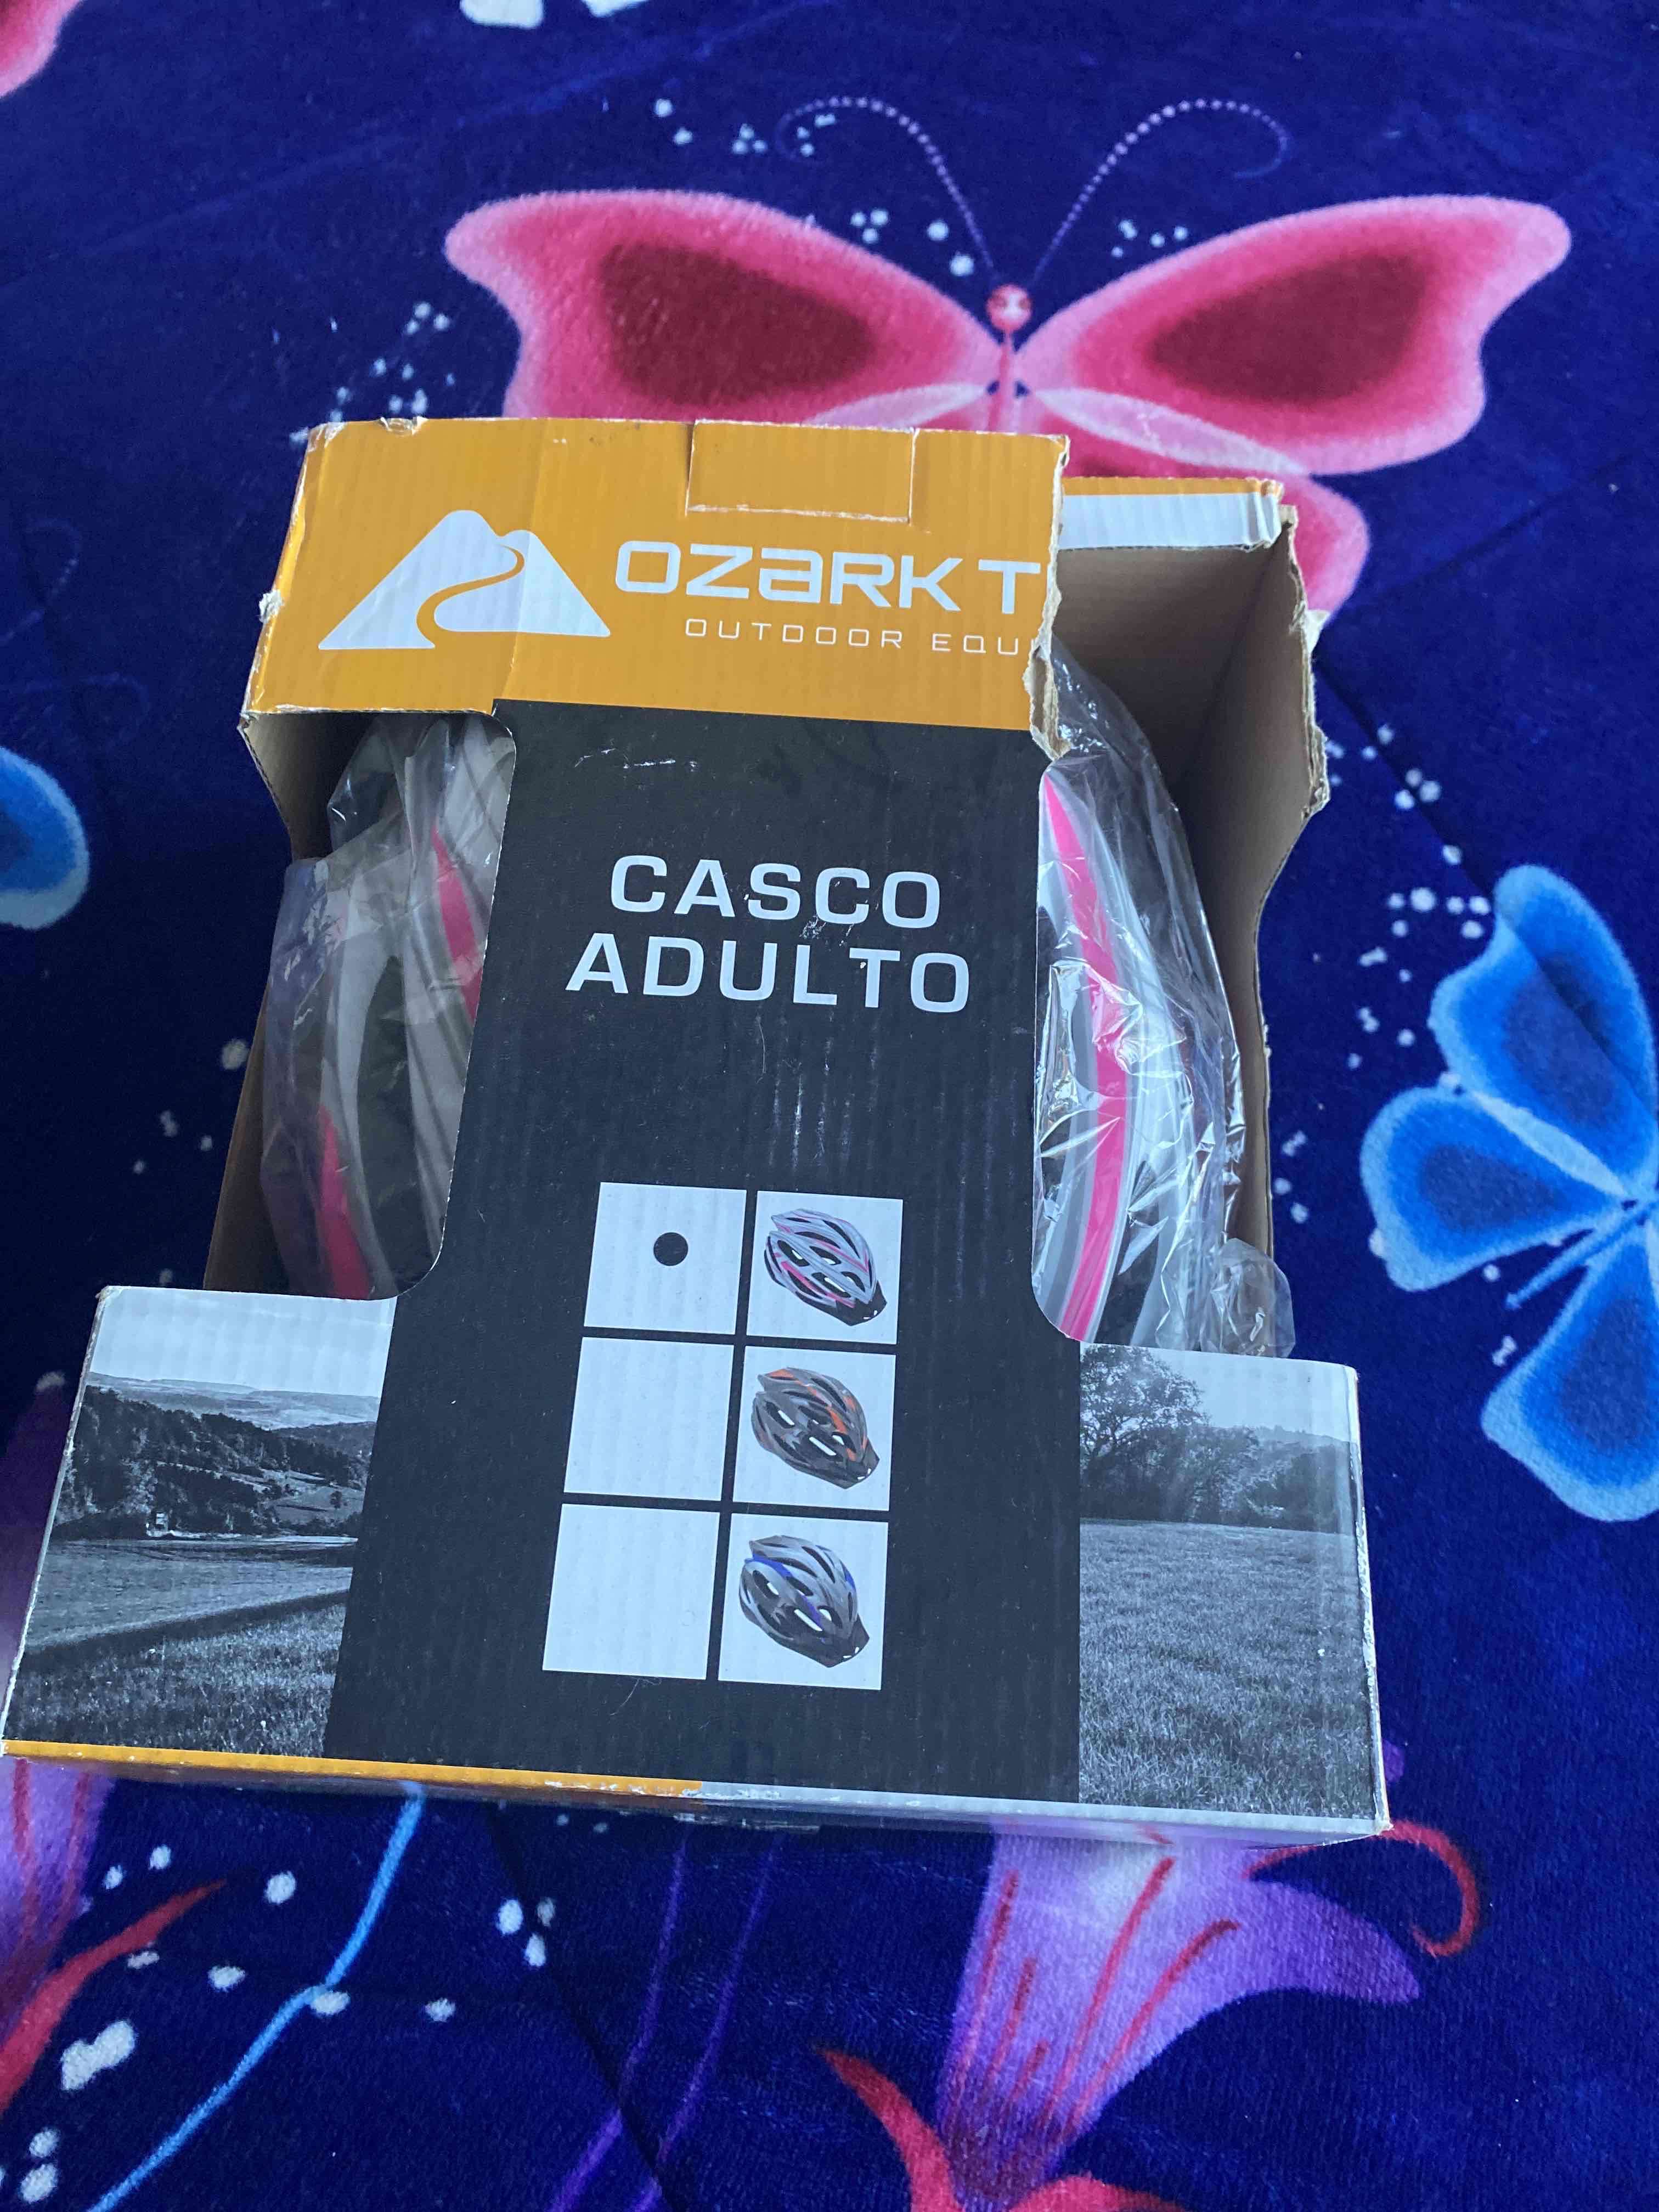 OZARK T
OUTDOOR EQU
CASCO
ADULTO